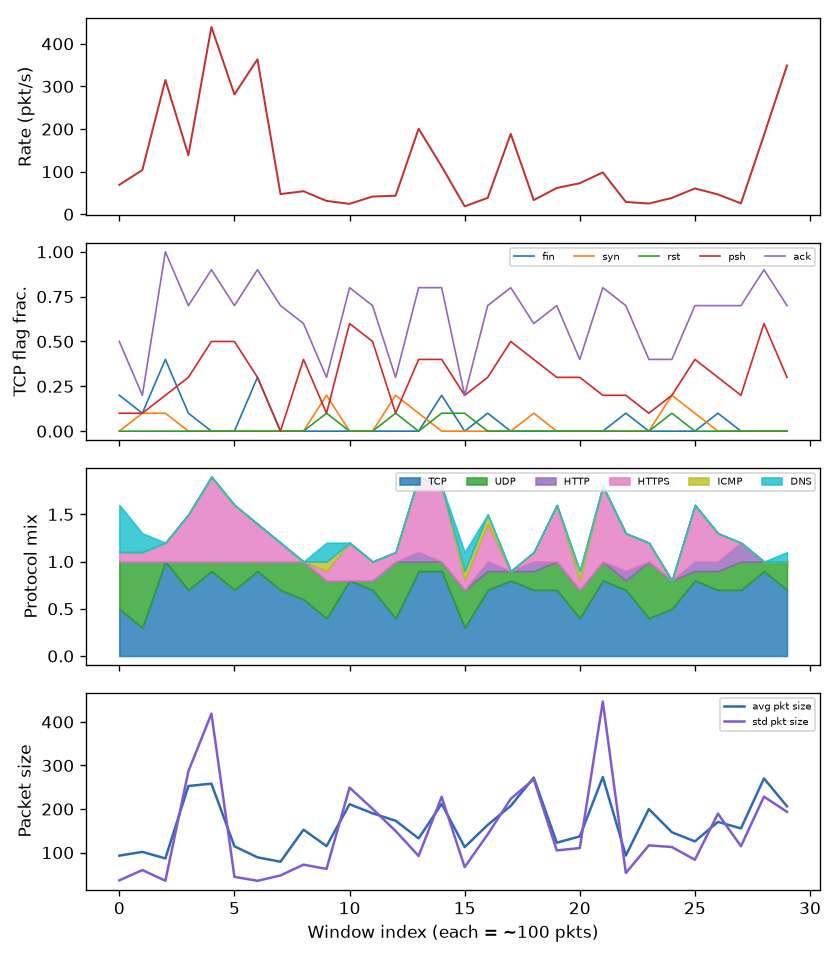 400
300
200
100
0
Rate (pkt/s)
fin syn rst psh ack
1.00
0.75
0.50
0.25
0.00
TCP flag frac.
TCP UDP HTTP HTTPS ICMP DNS
1.5
1.0
0.5
0.0
Protocol mix
avg pkt size
std pkt size
400
300
200
100
Packet size
0 5 10 15 20 25 30
Window index (each = ~100 pkts)